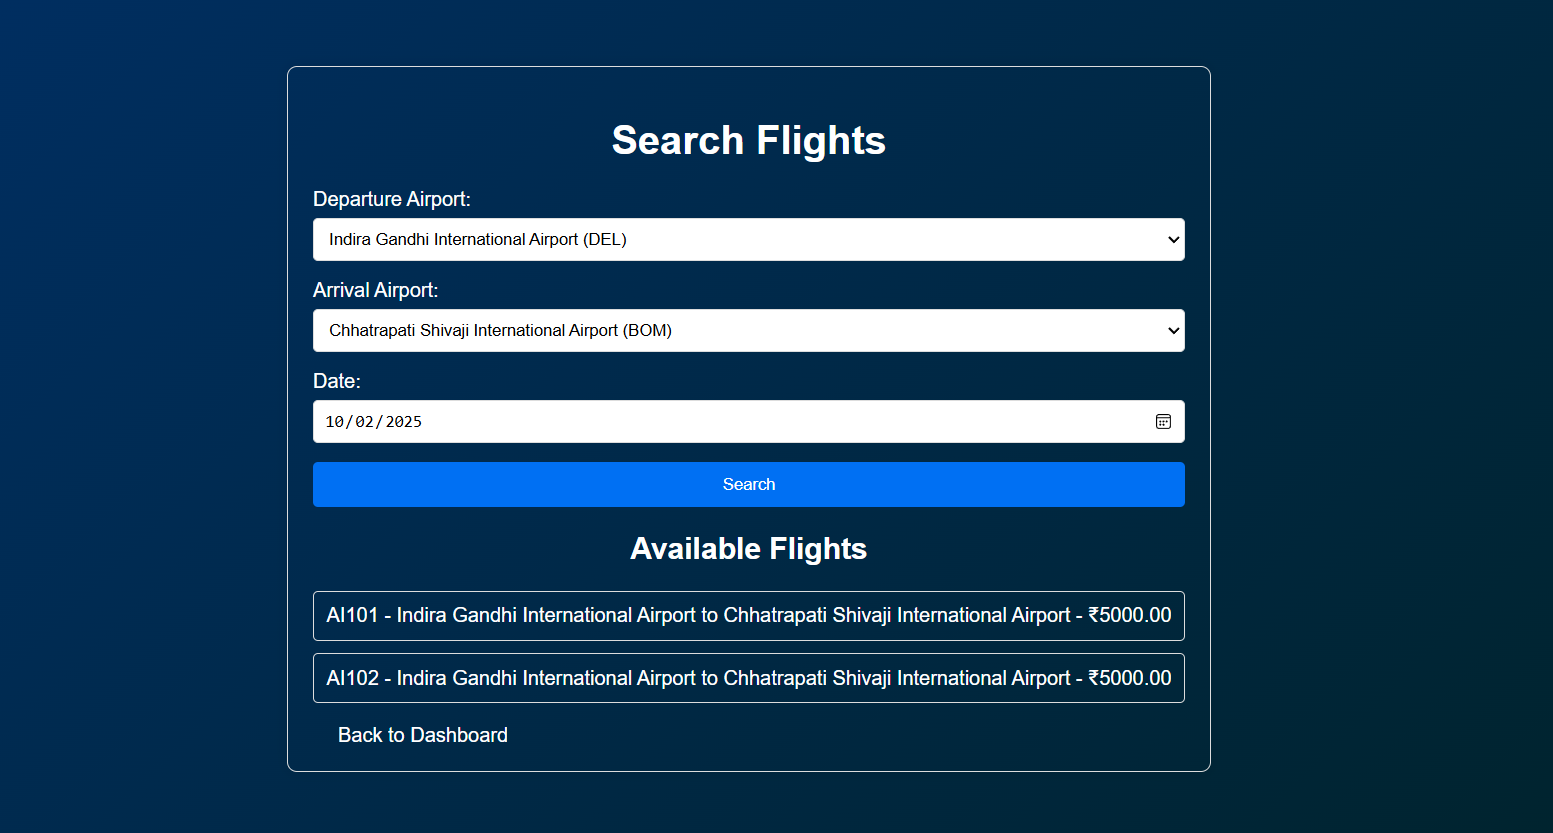 Search Flights
Departure Airport:
Indira Gandhi International Airport (DEL)
Arrival Airport:
Chhatrapati Shivaji International Airport (BOM)
Date:
10/02/2025
Search
Available Flights
AI101 - Indira Gandhi International Airport to Chhatrapati Shivaji International Airport - ₹5000.00
AI102 - Indira Gandhi International Airport to Chhatrapati Shivaji International Airport - ₹5000.00
Back to Dashboard